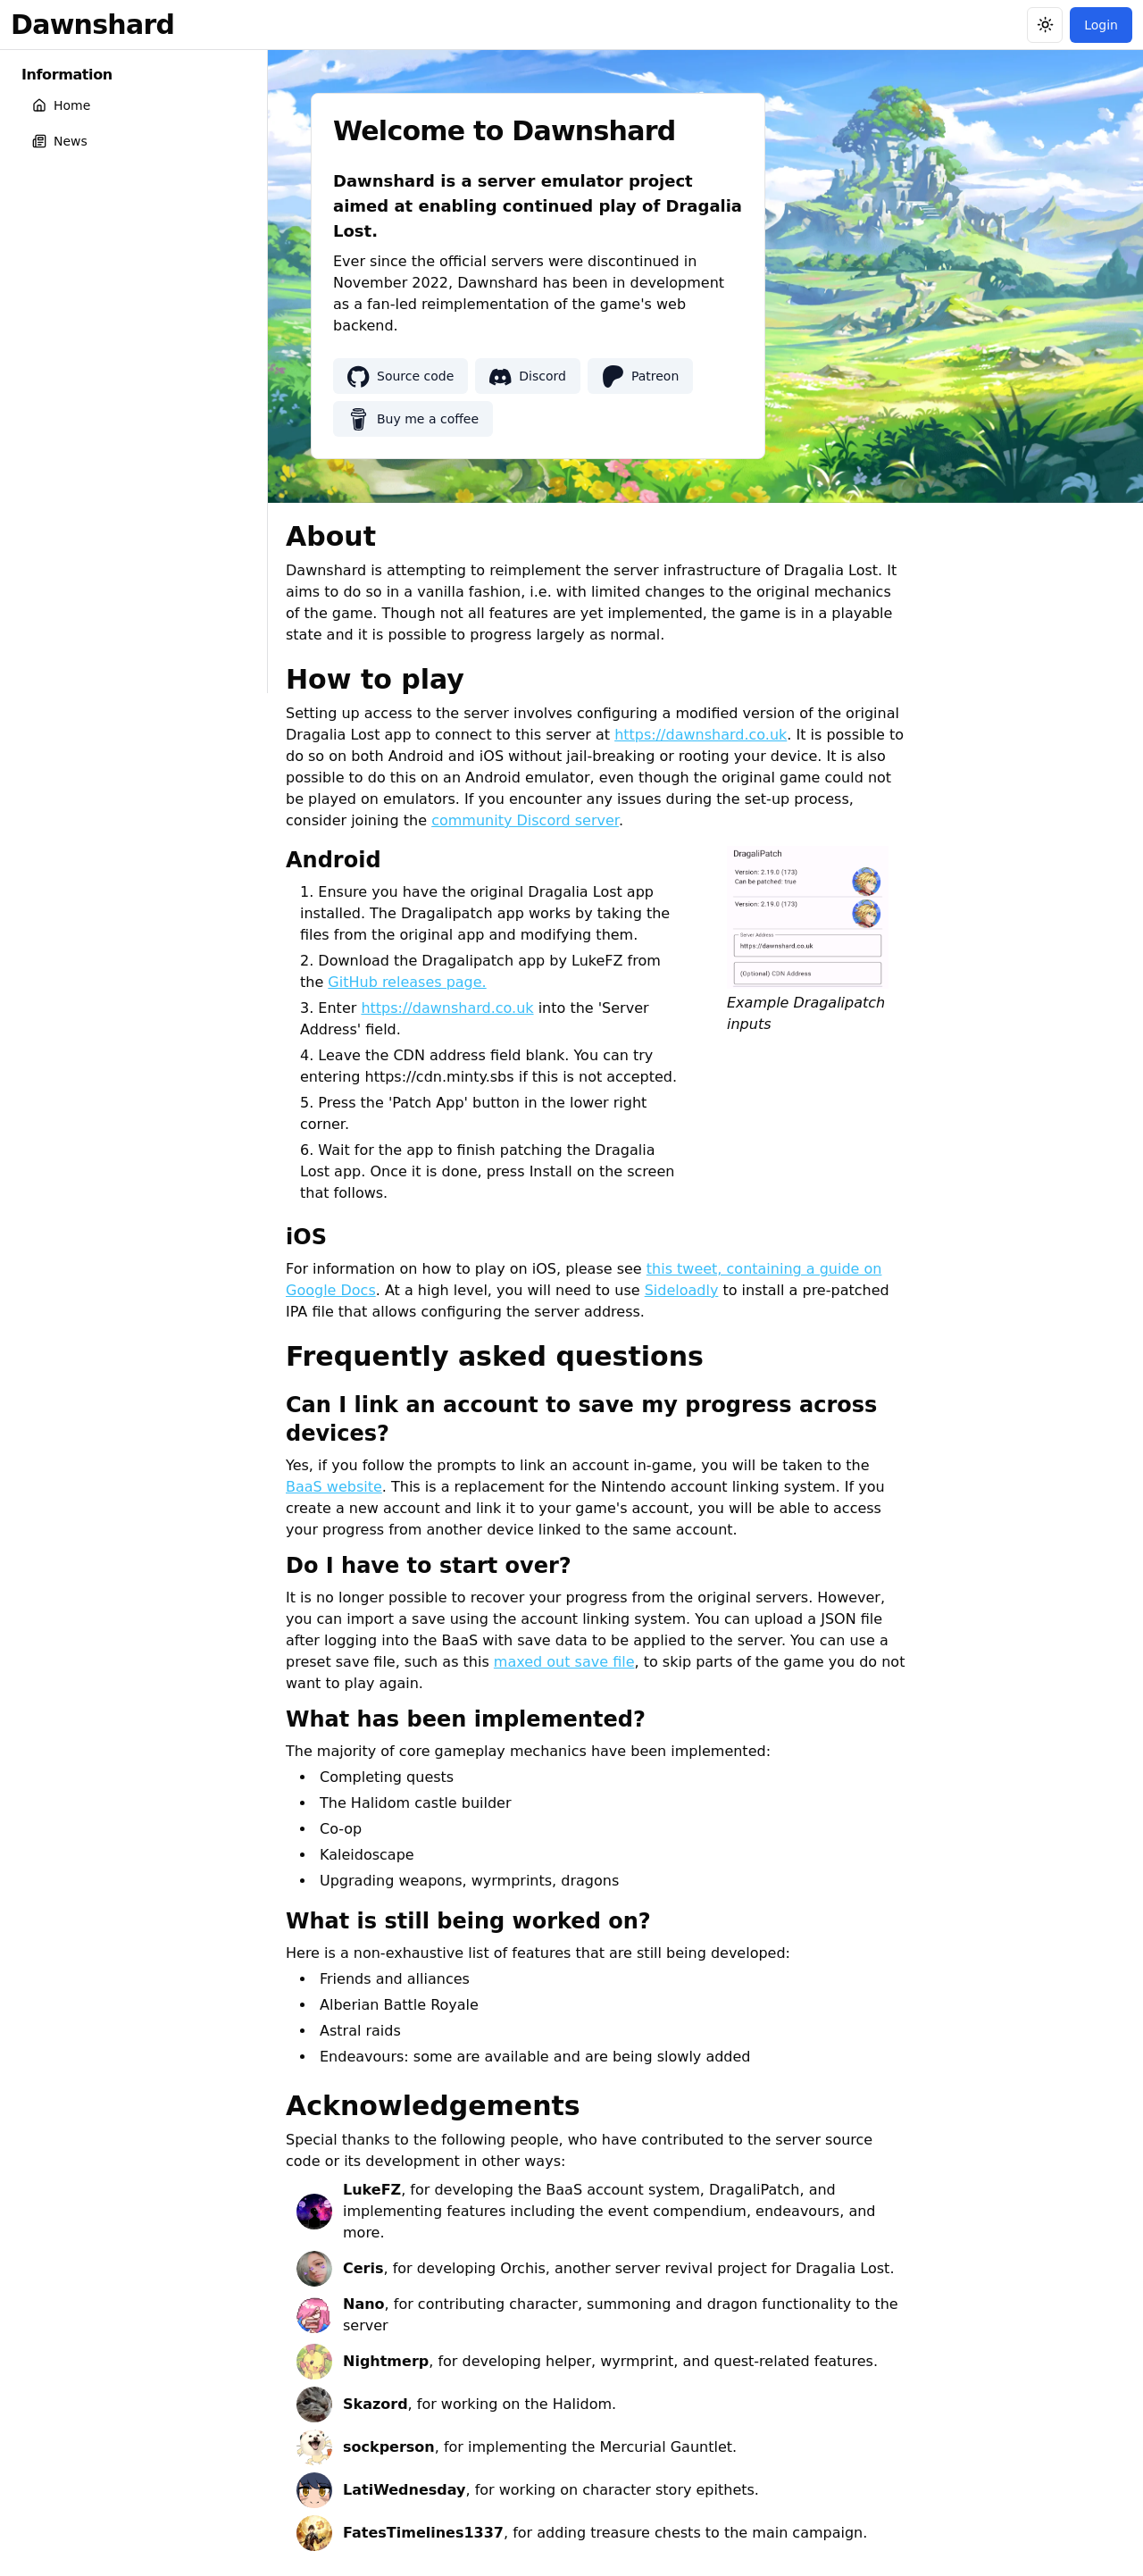 Dawnshard
Login
Information
Home
News
Welcome to Dawnshard
Dawnshard is a server emulator project
aimed at enabling continued play of Dragalia
Lost.
Ever since the official servers were discontinued in
November 2022, Dawnshard has been in development
as a fan-led reimplementation of the game's web
backend.
Source code
Discord
Patreon
Buy me a coffee
About
Dawnshard is attempting to reimplement the server infrastructure of Dragalia Lost. It
aims to do so in a vanilla fashion, i.e. with limited changes to the original mechanics
of the game. Though not all features are yet implemented, the game is in a playable
state and it is possible to progress largely as normal.
How to play
Setting up access to the server involves configuring a modified version of the original
Dragalia Lost app to connect to this server at https://dawnshard.co.uk. It is possible to
do so on both Android and iOS without jail-breaking or rooting your device. It is also
possible to do this on an Android emulator, even though the original game could not
be played on emulators. If you encounter any issues during the set-up process,
consider joining the community Discord server.
Android
1. Ensure you have the original Dragalia Lost app
installed. The Dragalipatch app works by taking the
files from the original app and modifying them.
2. Download the Dragalipatch app by LukeFZ from
the GitHub releases page.
3. Enter https://dawnshard.co.uk into the 'Server
Address' field.
4. Leave the CDN address field blank. You can try
entering https://cdn.minty.sbs if this is not accepted.
5. Press the 'Patch App' button in the lower right
corner.
6. Wait for the app to finish patching the Dragalia
Lost app. Once it is done, press Install on the screen
that follows.
DragaliPatch
Version: 2.19.0 (173)
Can be patched: true
Version: 2.19.0 (173)
Server Address
https://dawnshard.co.uk
(Optional) CDN Address
Example Dragalipatch
inputs
iOS
For information on how to play on iOS, please see this tweet, containing a guide on
Google Docs. At a high level, you will need to use Sideloadly to install a pre-patched
IPA file that allows configuring the server address.
Frequently asked questions
Can I link an account to save my progress across
devices?
Yes, if you follow the prompts to link an account in-game, you will be taken to the
BaaS website. This is a replacement for the Nintendo account linking system. If you
create a new account and link it to your game's account, you will be able to access
your progress from another device linked to the same account.
Do I have to start over?
It is no longer possible to recover your progress from the original servers. However,
you can import a save using the account linking system. You can upload a JSON file
after logging into the BaaS with save data to be applied to the server. You can use a
preset save file, such as this maxed out save file, to skip parts of the game you do not
want to play again.
What has been implemented?
The majority of core gameplay mechanics have been implemented:
• Completing quests
• The Halidom castle builder
• Co-op
• Kaleidoscape
• Upgrading weapons, wyrmprints, dragons
What is still being worked on?
Here is a non-exhaustive list of features that are still being developed:
• Friends and alliances
• Alberian Battle Royale
• Astral raids
• Endeavours: some are available and are being slowly added
Acknowledgements
Special thanks to the following people, who have contributed to the server source
code or its development in other ways:
LukeFZ, for developing the BaaS account system, DragaliPatch, and
implementing features including the event compendium, endeavours, and
more.
Ceris, for developing Orchis, another server revival project for Dragalia Lost.
Nano, for contributing character, summoning and dragon functionality to the
server
Nightmerp, for developing helper, wyrmprint, and quest-related features.
Skazord, for working on the Halidom.
sockperson, for implementing the Mercurial Gauntlet.
LatiWednesday, for working on character story epithets.
FatesTimelines1337, for adding treasure chests to the main campaign.